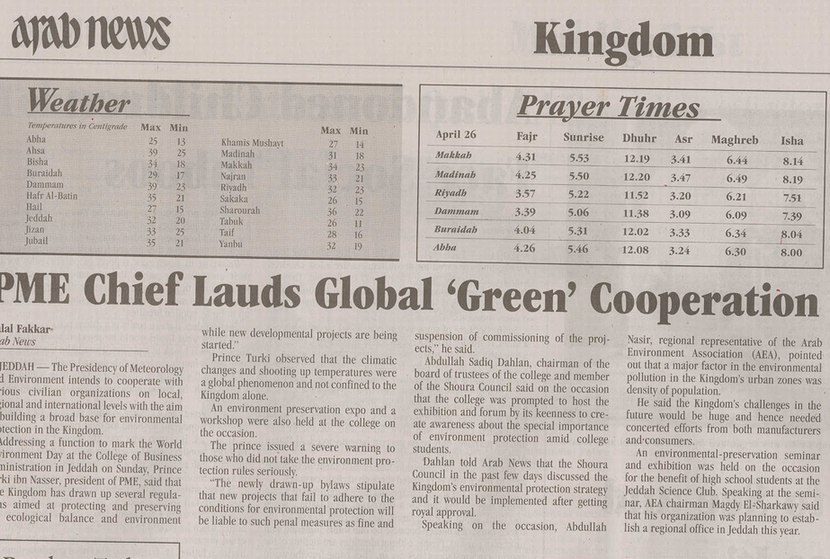 arab news
Kingdom
Weather
Temperatures in Centigrade Max Min
Abha 25 13
Ahsa 39 25
Bisha 34 18
Buraidah 29 17
Dammam 39 23
Hafr Al-Batin 35 21
Hail 27 15
Jeddah 32 20
Jizan 33 25
Jubail 35 21
Max Min
Khamis Mushayt 27 14
Madinah 31 18
Makkah 34 23
Najran 33 21
Riyadh 32 23
Sakaka 26 15
Sharourah 36 22
Tabuk 26 11
Taif 28 16
Yanbu 32 19
Prayer Times
April 26 Fajr Sunrise Dhuhr Asr Maghreb Isha
Makkah 4.31 5.53 12.19 3.41 6.44 8.14
Madinah 4.25 5.50 12.20 3.47 6.49 8.19
Riyadh 3.57 5.22 11.52 3.20 6.21 7.51
Dammam 3.39 5.06 11.38 3.09 6.09 7.39
Buraidah 4.04 5.31 12.02 3.33 6.34 8.04
Abba 4.26 5.46 12.08 3.24 6.30 8.00
PME Chief Lauds Global ‘Green’ Cooperation
lal Fakkar
ab News
JEDDAH — The Presidency of Meteorology
d Environment intends to cooperate with
rious civilian organizations on local,
gional and international levels with the aim
building a broad base for environmental
otection in the Kingdom.
Addressing a function to mark the World
vironment Day at the College of Business
ministration in Jeddah on Sunday, Prince
rki ibn Nasser, president of PME, said that
e Kingdom has drawn up several regula-
ns aimed at protecting and preserving
ecological balance and environment
while new developmental projects are being
started.”
Prince Turki observed that the climatic
changes and shooting up temperatures were
a global phenomenon and not confined to the
Kingdom alone.
An environment preservation expo and a
workshop were also held at the college on
the occasion.
The prince issued a severe warning to
those who did not take the environment pro-
tection rules seriously.
“The newly drawn-up bylaws stipulate
that new projects that fail to adhere to the
conditions for environmental protection will
be liable to such penal measures as fine and
suspension of commissioning of the proj-
ects,” he said.
Abdullah Sadiq Dahlan, chairman of the
board of trustees of the college and member
of the Shoura Council said on the occasion
that the college was prompted to host the
exhibition and forum by its keenness to cre-
ate awareness about the special importance
of environment protection amid college
students.
Dahlan told Arab News that the Shoura
Council in the past few days discussed the
Kingdom's environmental protection strategy
and it would be implemented after getting
royal approval.
Speaking on the occasion, Abdullah
Nasir, regional representative of the Arab
Environment Association (AEA), pointed
out that a major factor in the environmental
pollution in the Kingdom's urban zones was
density of population.
He said the Kingdom's challenges in the
future would be huge and hence needed
concerted efforts from both manufacturers
and consumers.
An environmental-preservation seminar
and exhibition was held on the occasion
for the benefit of high school students at the
Jeddah Science Club. Speaking at the semi-
nar, AEA chairman Magdy El-Sharkawy said
that his organization was planning to estab-
lish a regional office in Jeddah this year.